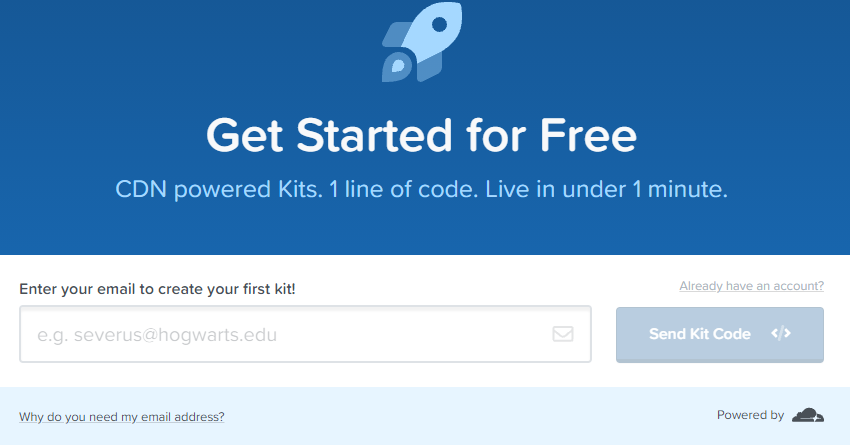 Get Started for Free
CDN powered Kits. 1 line of code. Live in under 1 minute.
Enter your email to create your first kit!
Already have an account?
e.g. severus@hogwarts.edu
Send Kit Code </>
Why do you need my email address?
Powered by